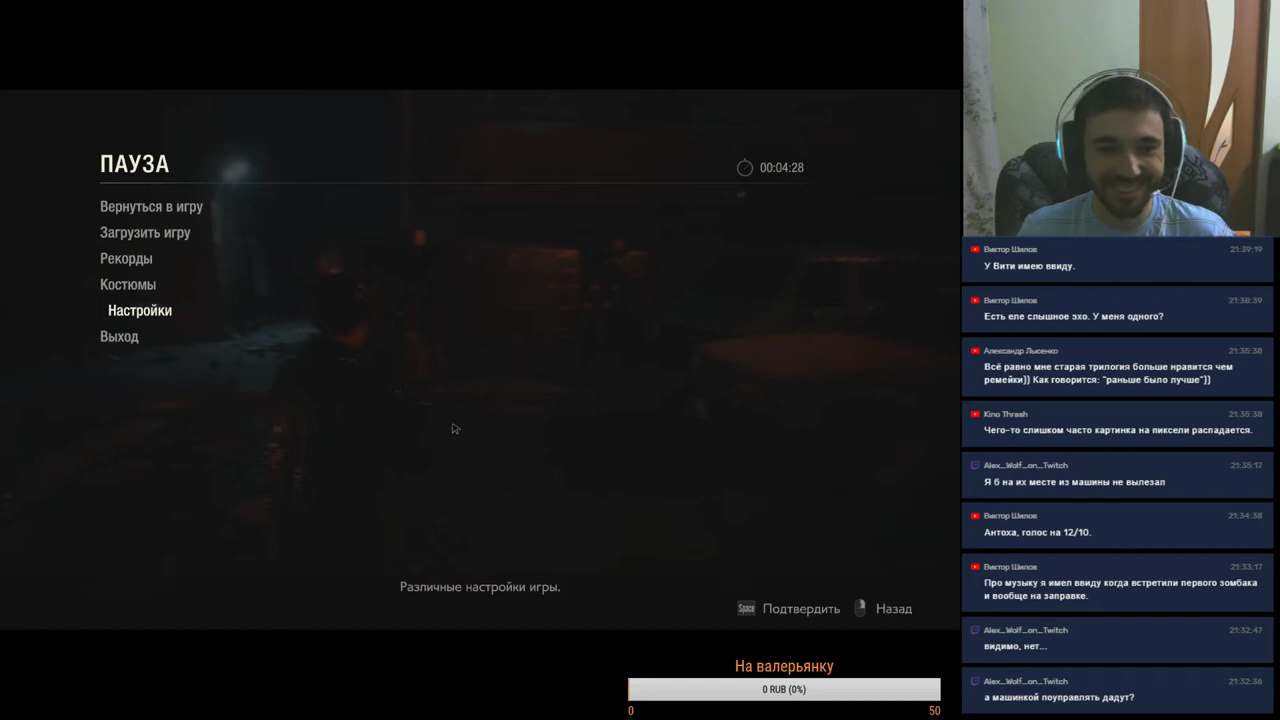 ПАУЗА
00:04:28
Вернуться в игру
Загрузить игру
Рекорды
Костюмы
Настройки
Выход
Различные настройки игры.
Space Подтвердить Назад
На валерьянку
0 RUB (0%)
0 50
Виктор Шилов 21:39:19
У Вити имею ввиду.
Виктор Шилов 21:38:39
Есть еле слышное эхо. У меня одного?
Александр Лысенко 21:35:38
Всё равно мне старая трилогия больше нравится чем
ремейки)) Как говорится: "раньше было лучше"))
Kino Thrash 21:35:38
Чего-то слишком часто картинка на пиксели распадается.
Alex_Wolf_on_Twitch 21:35:17
Я б на их месте из машины не вылезал
Виктор Шилов 21:34:38
Антоха, голос на 12/10.
Виктор Шилов 21:33:17
Про музыку я имел ввиду когда встретили первого зомбака
и вообще на заправке.
Alex_Wolf_on_Twitch 21:32:47
видимо, нет...
Alex_Wolf_on_Twitch 21:32:36
а машинкой поуправлять дадут?